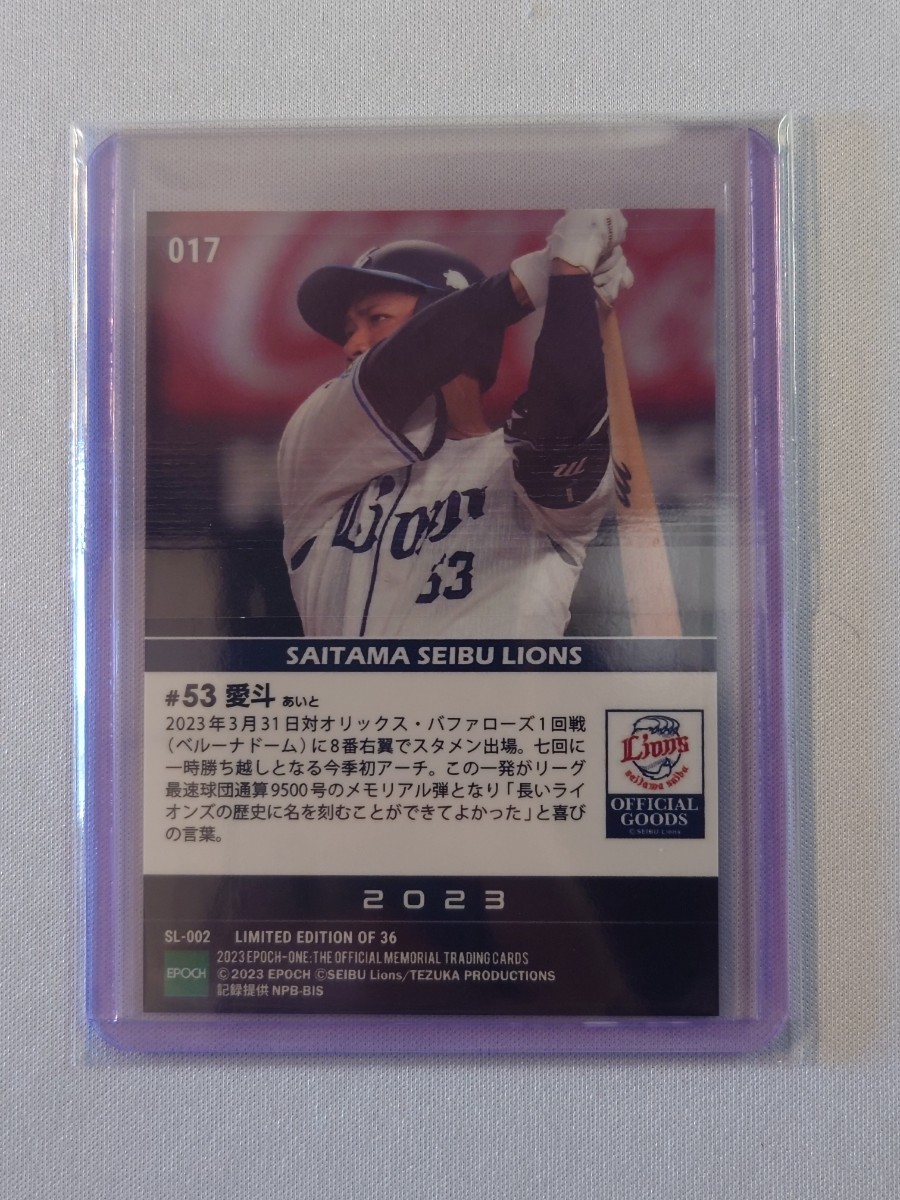 017
Lions
53
SAITAMA SEIBU LIONS
#53 愛斗 あいと
2023年3月31日対オリックス・バファローズ1回戦
(ベルーナドーム)に8番右翼でスタメン出場。七回に
一時勝ち越しとなる今季初アーチ。この一発がリーグ
最速球団通算9500号のメモリアル弾となり「長いライ
オンズの歴史に名を刻むことができてよかった」と喜び
の言葉。
Lions
saitama seibu
OFFICIAL
GOODS
©SEIBU Lions
2023
SL-002 LIMITED EDITION OF 36
EPOCH
2023 EPOCH-ONE:THE OFFICIAL MEMORIAL TRADING CARDS
©2023 EPOCH ©SEIBU Lions/TEZUKA PRODUCTIONS
記録提供 NPB-BIS